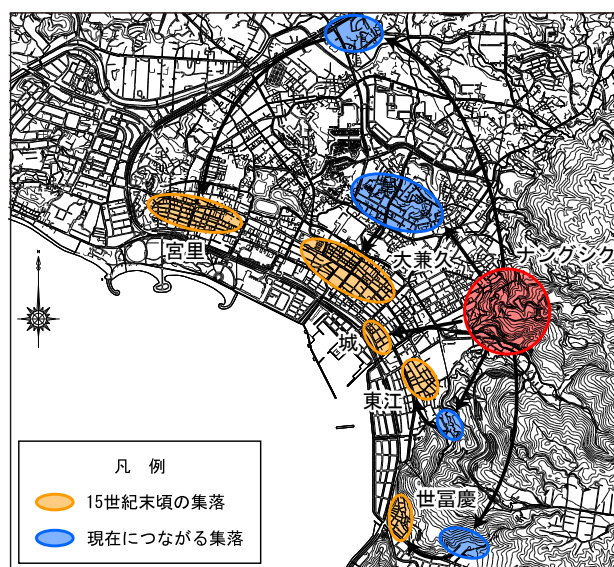 宮里
大兼久
ナングシク
城
東江
世冨慶
凡 例
15世紀末頃の集落
現在につながる集落